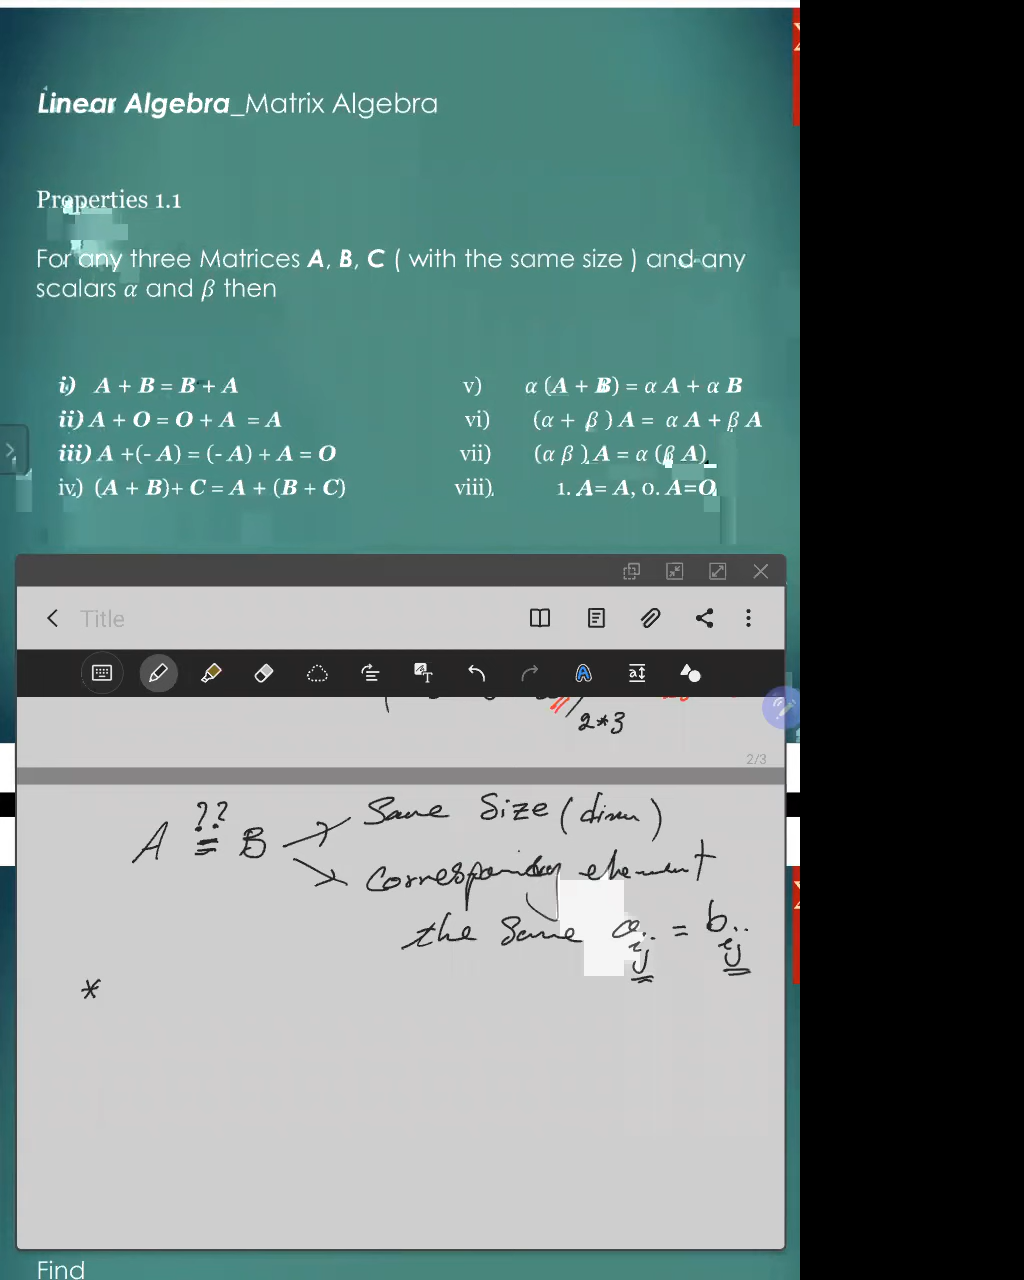 Linear Algebra_Matrix Algebra
Properties 1.1
For any three Matrices A, B, C ( with the same size ) and any
scalars α and β then
i) A + B = B + A
ii) A + O = O + A = A
iii) A +(- A) = (- A) + A = O
iv) (A + B)+ C = A + (B + C)
v) α (A + B) = α A + α B
vi) (α + β ) A = α A + β A
vii) (α β ) A = α (β A)
viii) 1. A= A, 0. A=O
Title
2*3
2/3
A ?? = B Same Size (dim)
corresponding element
the same aij = bij
*
Find